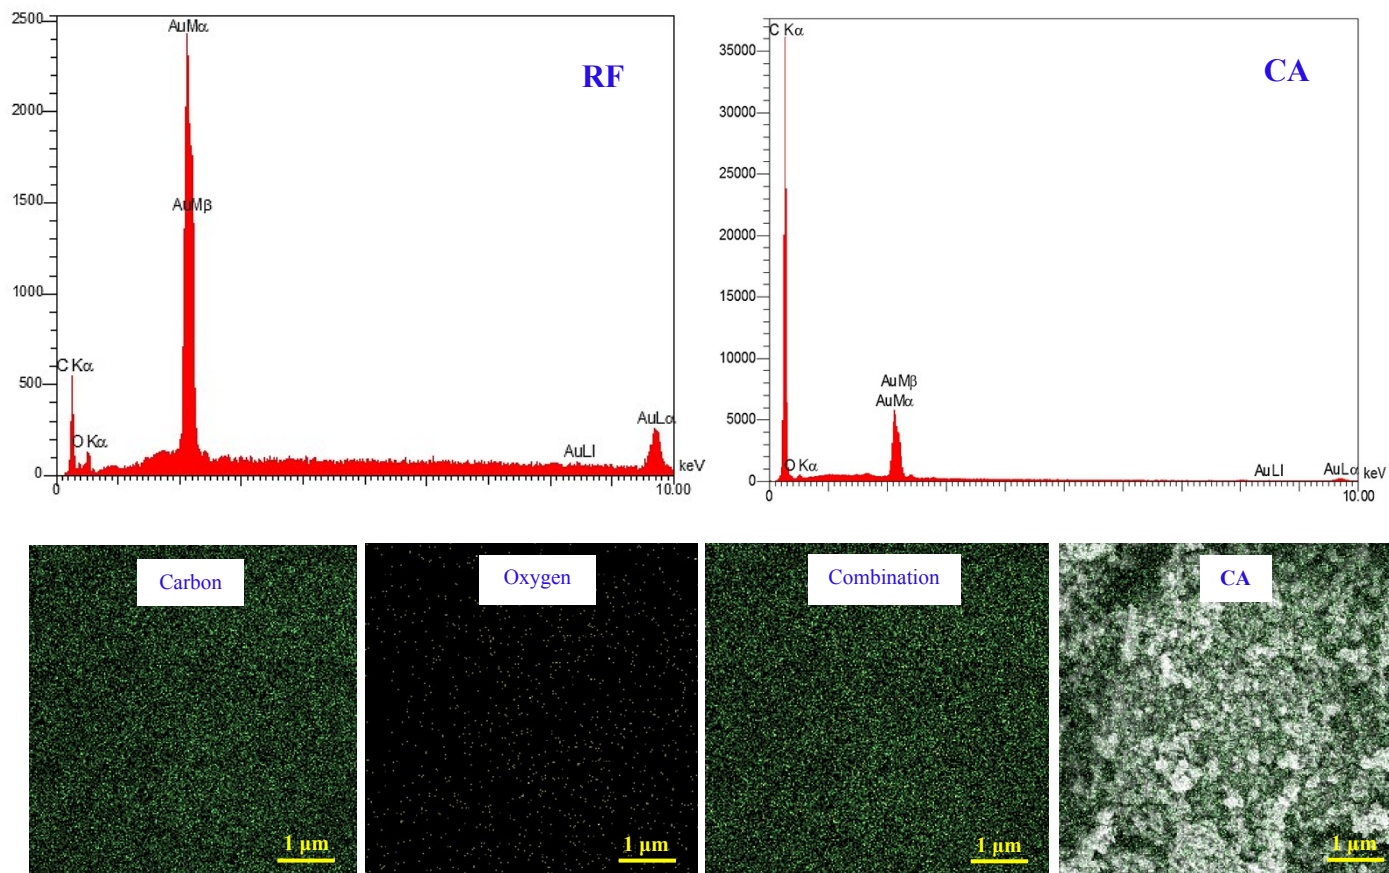 2500
2000
1500
1000
500
0
AuMα
AuMβ
C Kα
O Kα
AuLl
AuLα
keV
0
10.00
RF
35000
30000
25000
20000
15000
10000
5000
0
C Kα
O Kα
AuMβ
AuMα
AuLl
AuLα
keV
0
10.00
CA
Carbon
1 μm
Oxygen
1 μm
Combination
1 μm
CA
1 μm